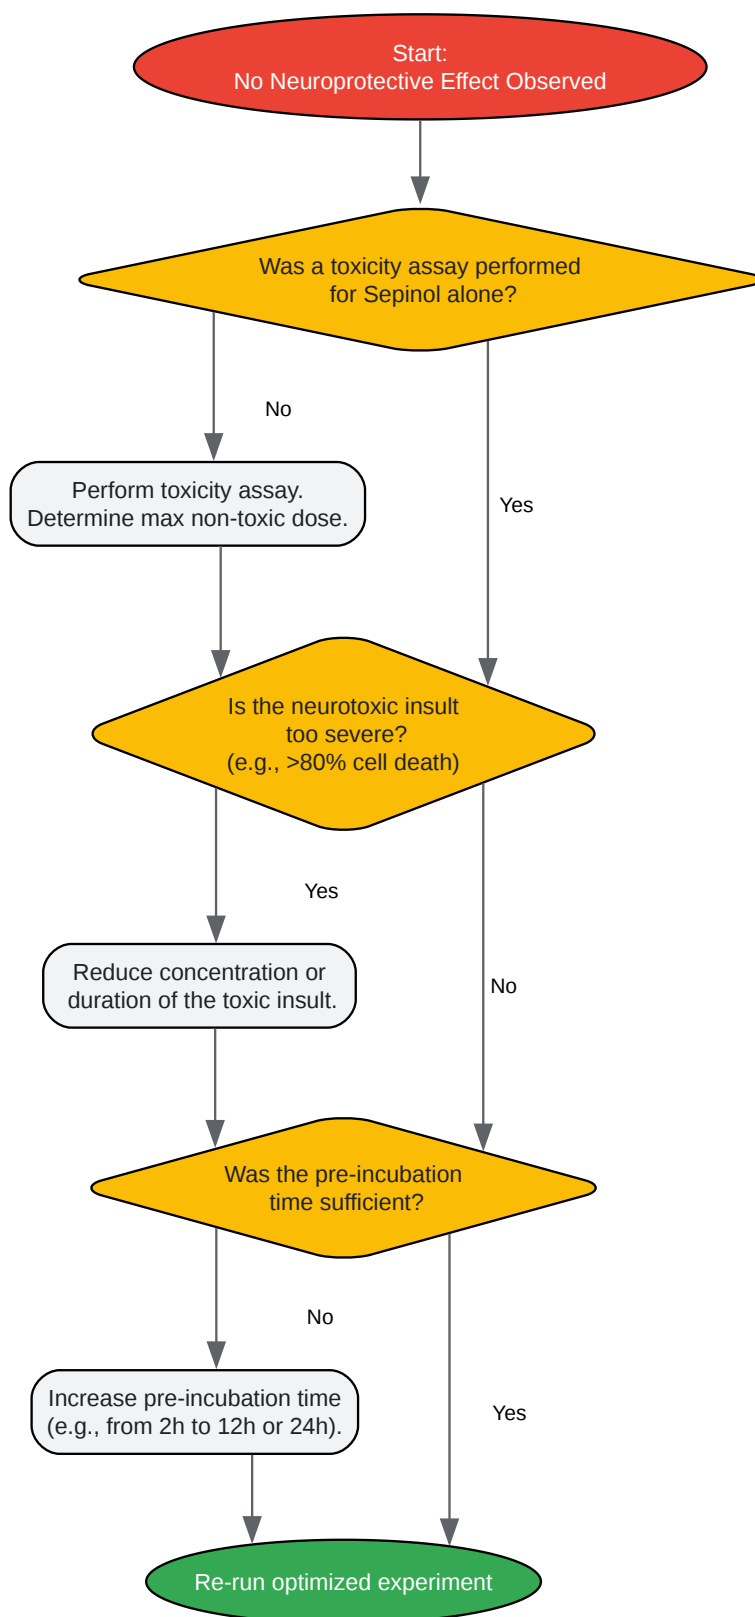 Start:
No Neuroprotective Effect Observed
Was a toxicity assay performed
for Sepinol alone?
No
Perform toxicity assay.
Determine max non-toxic dose.
Yes
Is the neurotoxic insult
too severe?
(e.g., >80% cell death)
Yes
Reduce concentration or
duration of the toxic insult.
No
Was the pre-incubation
time sufficient?
No
Increase pre-incubation time
(e.g., from 2h to 12h or 24h).
Yes
Re-run optimized experiment